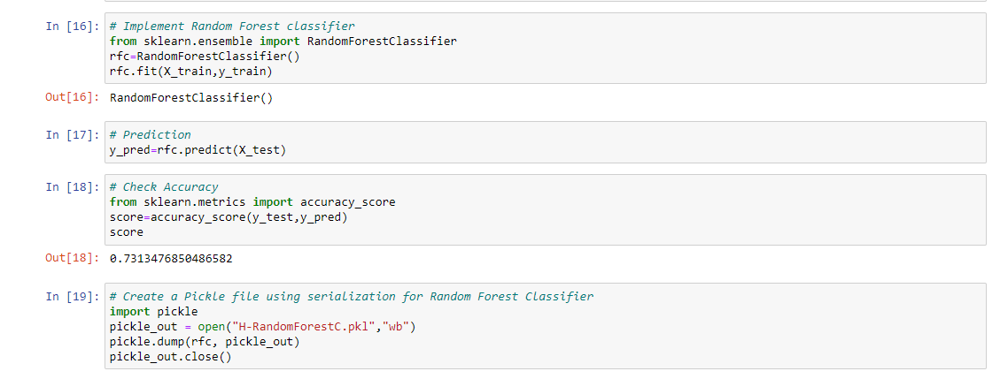 In [16]: # Implement Random Forest classifier
from sklearn.ensemble import RandomForestClassifier
rfc=RandomForestClassifier()
rfc.fit(X_train,y_train)
Out[16]: RandomForestClassifier()
In [17]: # Prediction
y_pred=rfc.predict(X_test)
In [18]: # Check Accuracy
from sklearn.metrics import accuracy_score
score=accuracy_score(y_test,y_pred)
score
Out[18]: 0.7313476850486582
In [19]: # Create a Pickle file using serialization for Random Forest Classifier
import pickle
pickle_out = open("H-RandomForestC.pkl","wb")
pickle.dump(rfc, pickle_out)
pickle_out.close()